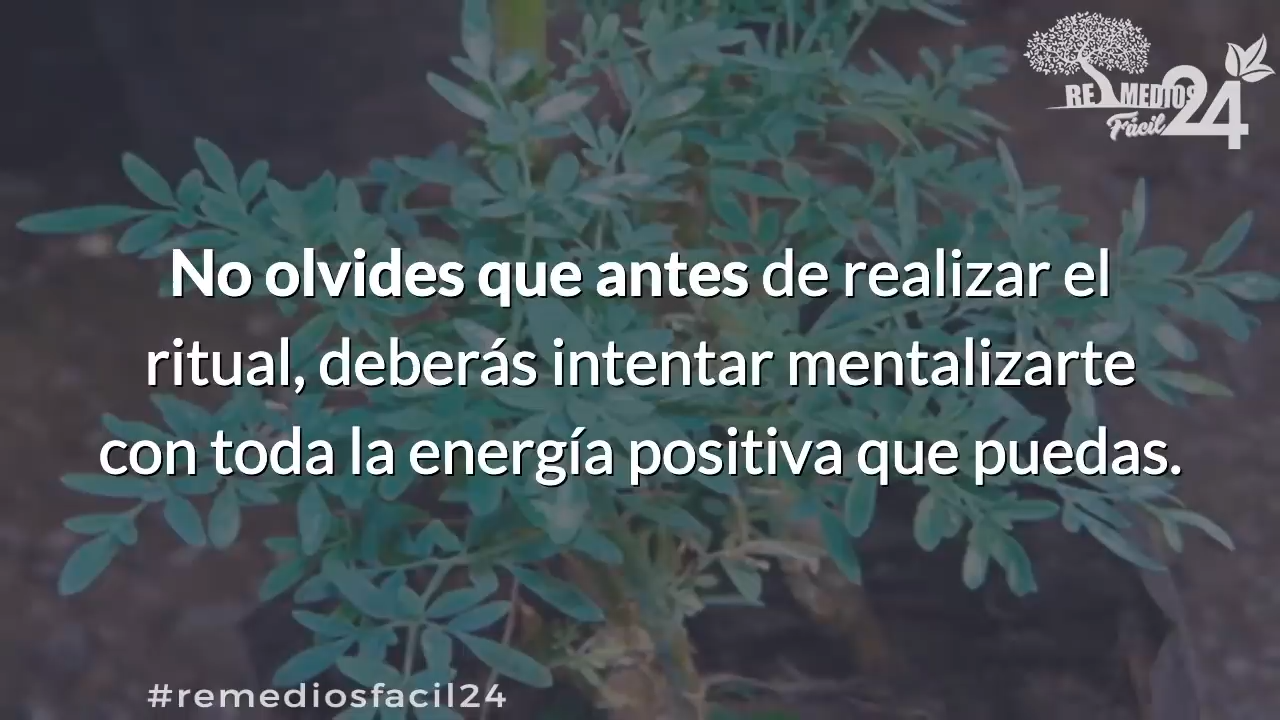 REMEDIOS
Fácil 24
No olvides que antes de realizar el
ritual, deberás intentar mentalizarte
con toda la energía positiva que puedas.
#remediosfacil24